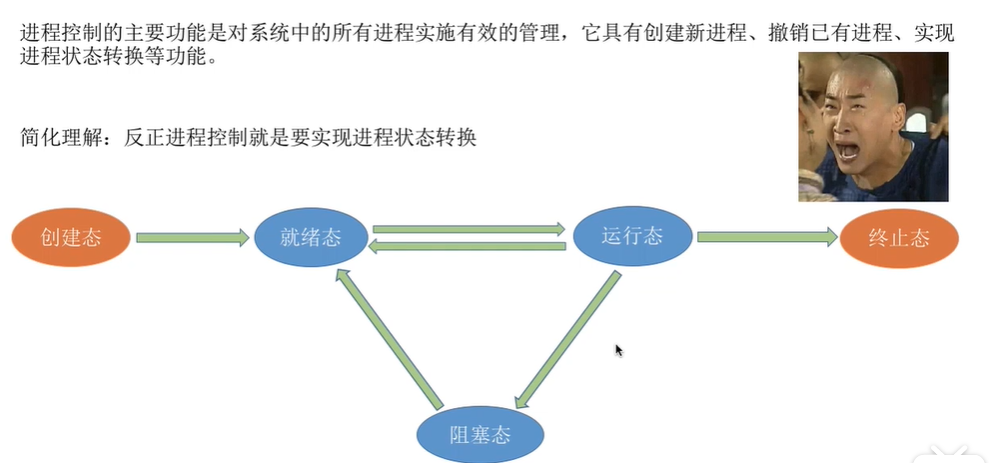 进程控制的主要功能是对系统中的所有进程实施有效的管理，它具有创建新进程、撤销已有进程、实现
进程状态转换等功能。
简化理解：反正进程控制就是要实现进程状态转换
创建态
就绪态
运行态
终止态
阻塞态